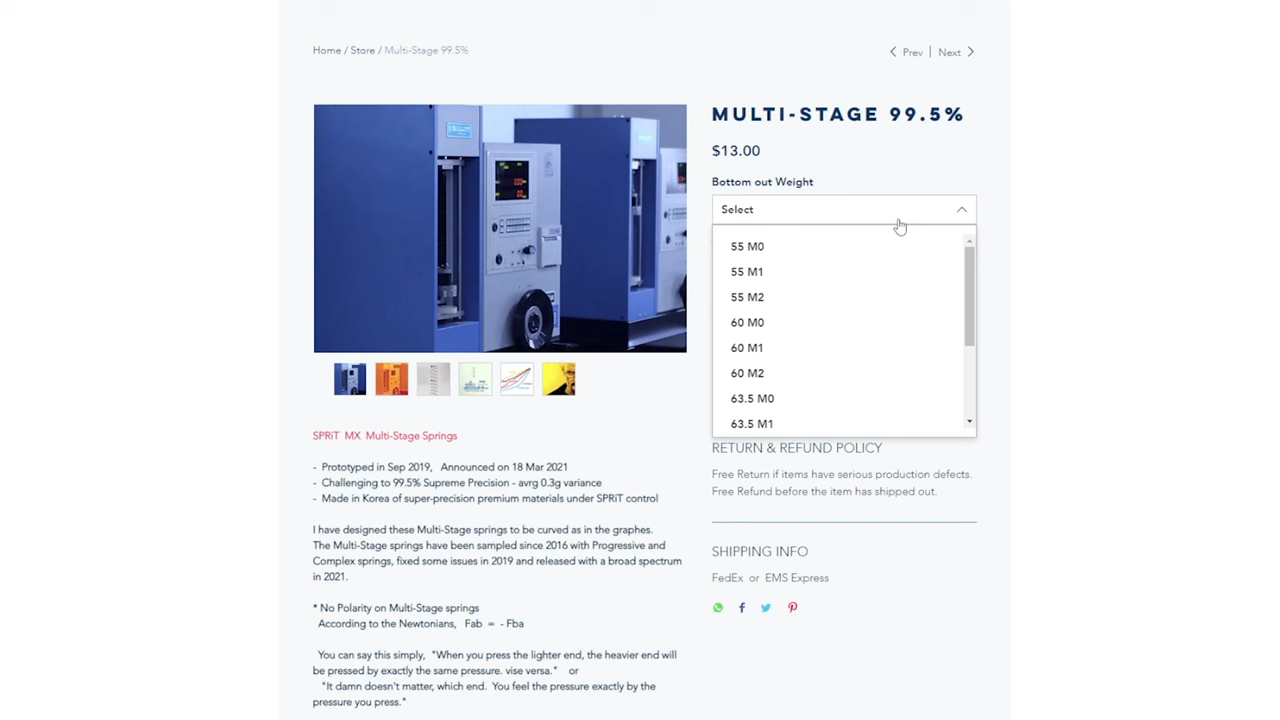 Home / Store / Multi-Stage 99.5%
Prev | Next
MULTI-STAGE 99.5%
$13.00
Bottom out Weight
Select
55 M0
55 M1
55 M2
60 M0
60 M1
60 M2
63.5 M0
63.5 M1
RETURN & REFUND POLICY
Free Return if items have serious production defects.
Free Refund before the item has shipped out.
SHIPPING INFO
FedEx or EMS Express
SPRiT MX Multi-Stage Springs
- Prototyped in Sep 2019, Announced on 18 Mar 2021
- Challenging to 99.5% Supreme Precision - avrg 0.3g variance
- Made in Korea of super-precision premium materials under SPRiT control
I have designed these Multi-Stage springs to be curved as in the graphes.
The Multi-Stage springs have been sampled since 2016 with Progressive and
Complex springs, fixed some issues in 2019 and released with a broad spectrum
in 2021.
* No Polarity on Multi-Stage springs
According to the Newtonians, Fab = - Fba
You can say this simply, "When you press the lighter end, the heavier end will
be pressed by exactly the same pressure. vise versa." or
"It damn doesn't matter, which end. You feel the pressure exactly by the
pressure you press."